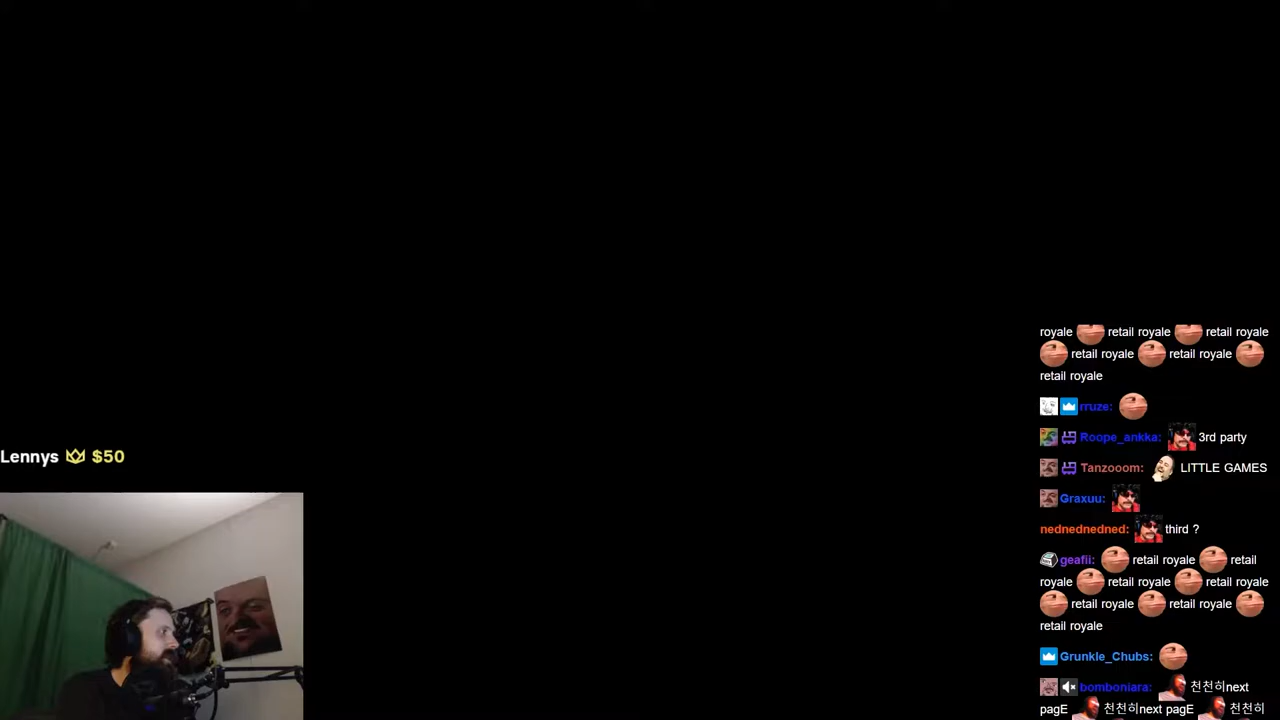 royale retail royale retail royale
retail royale retail royale
retail royale
rruze:
Roope_ankka: 3rd party
Tanzooom: LITTLE GAMES
Graxuu:
nednednedned: third ?
geafii: retail royale retail
royale retail royale retail royale
retail royale retail royale
retail royale
Grunkle_Chubs:
bomboniara: 천천히next
pagE 천천히next pagE 천천히
Lennys $50